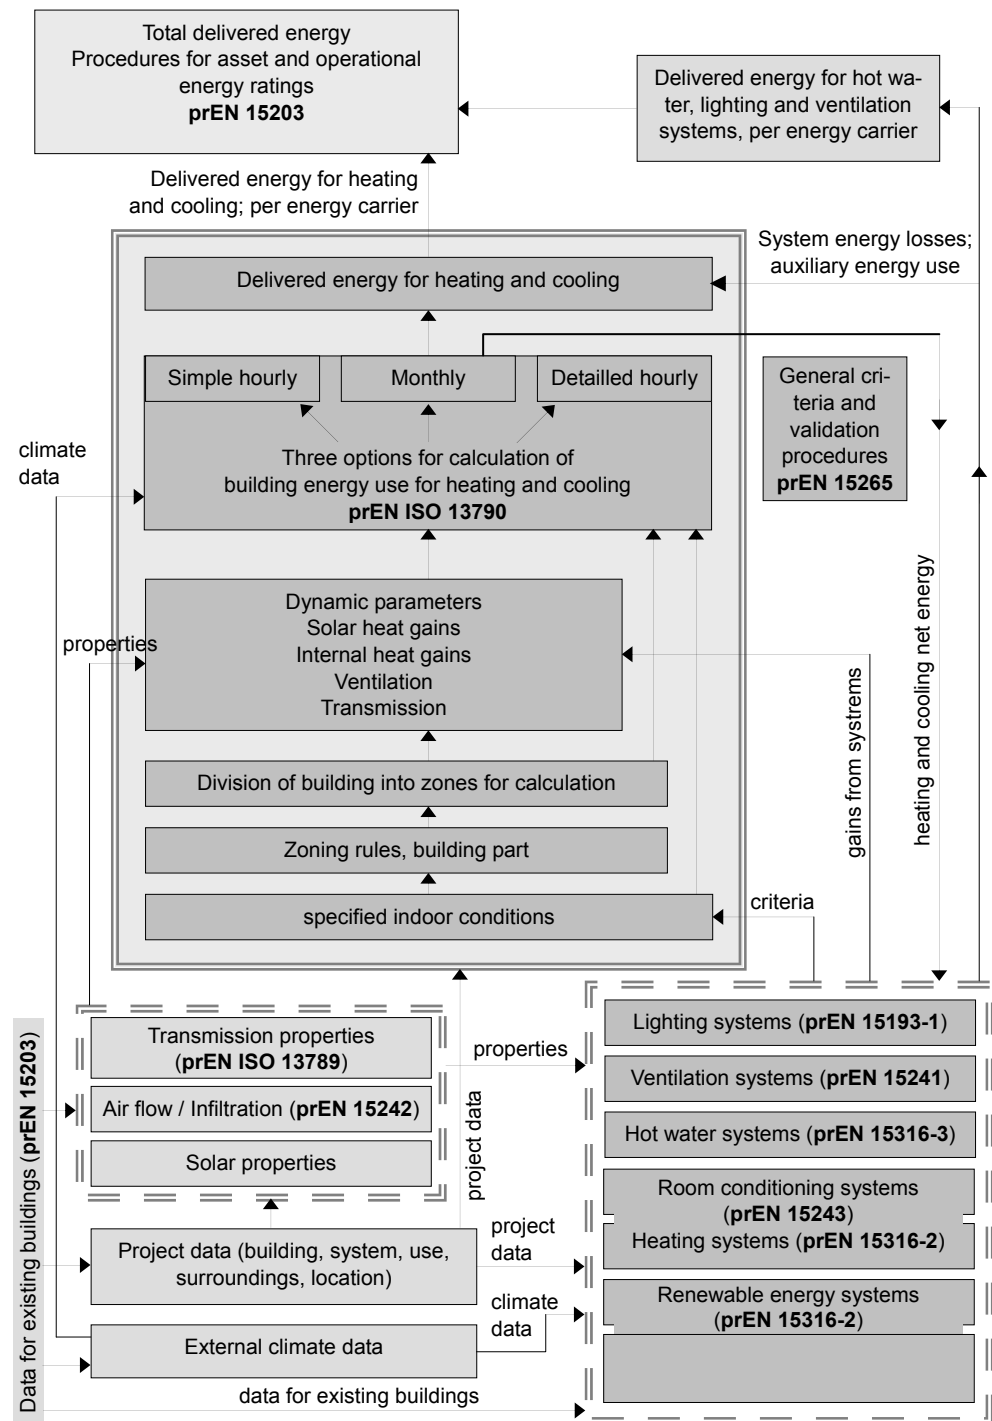 Total delivered energy
Procedures for asset and operational
energy ratings
prEN 15203
Delivered energy for hot wa-
ter, lighting and ventilation
systems, per energy carrier
Delivered energy for heating
and cooling; per energy carrier
System energy losses;
auxiliary energy use
Delivered energy for heating and cooling
Simple hourly
Monthly
Detailled hourly
Three options for calculation of
building energy use for heating and cooling
prEN ISO 13790
General cri-
teria and
validation
procedures
prEN 15265
climate
data
Dynamic parameters
Solar heat gains
Internal heat gains
Ventilation
Transmission
properties
gains from systrems
heating and cooling net energy
Division of building into zones for calculation
Zoning rules, building part
specified indoor conditions
criteria
Data for existing buildings (prEN 15203)
Transmission properties
(prEN ISO 13789)
Air flow / Infiltration (prEN 15242)
Solar properties
properties
project data
Project data (building, system, use,
surroundings, location)
project
data
External climate data
climate
data
data for existing buildings
Lighting systems (prEN 15193-1)
Ventilation systems (prEN 15241)
Hot water systems (prEN 15316-3)
Room conditioning systems
(prEN 15243)
Heating systems (prEN 15316-2)
Renewable energy systems
(prEN 15316-2)